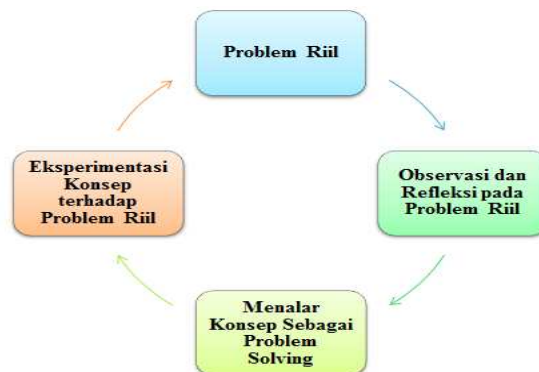 Problem Riil
Observasi dan
Refleksi pada
Problem Riil
Menalar
Konsep Sebagai
Problem
Solving
Eksperimentasi
Konsep
terhadap
Problem Riil